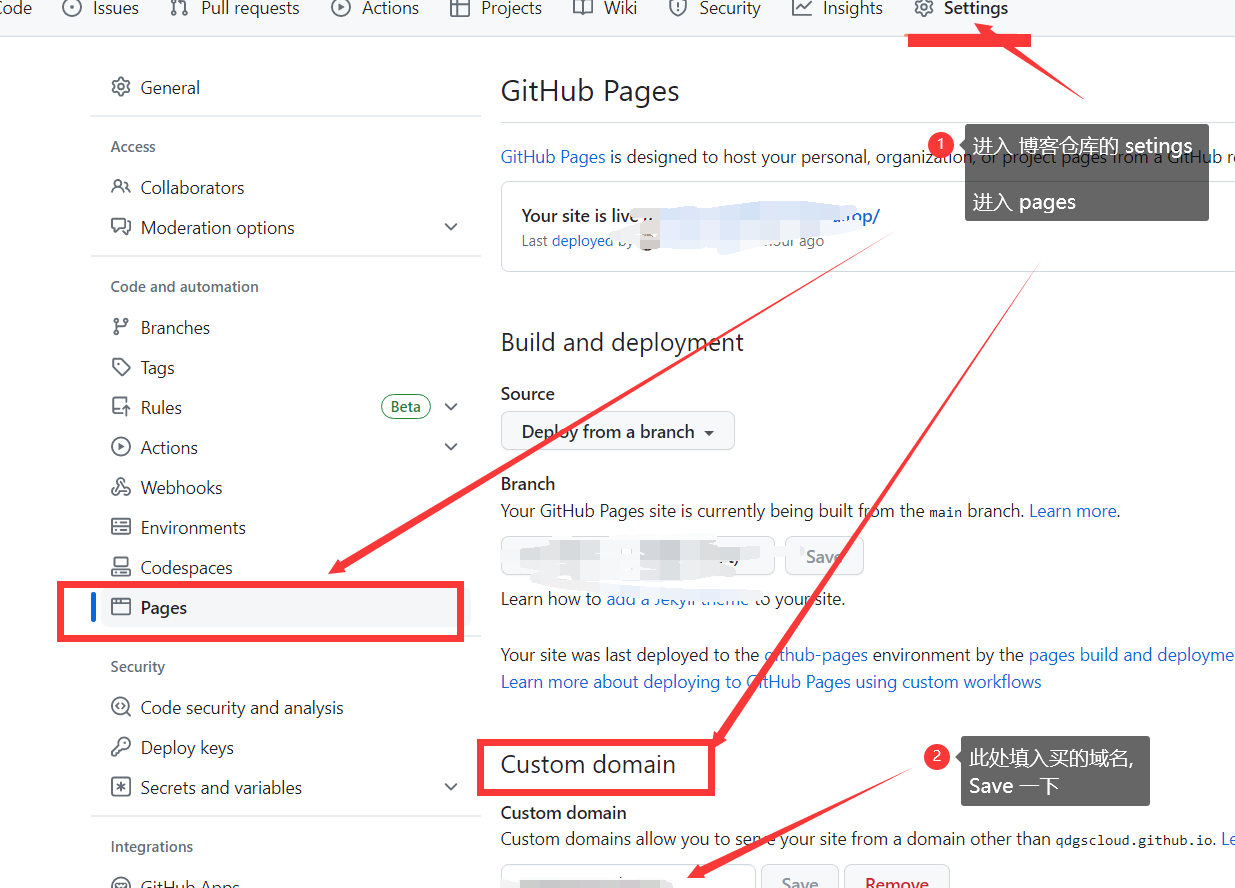 Issues Pull requests Actions Projects Wiki Security Insights Settings
General
GitHub Pages
Access
1
进入 博客仓库的 setings
GitHub Pages is designed to host your personal, organization, or project pages from a GitHub
Collaborators
进入 pages
Your site is live
.top/
Moderation options
Last deployed by
hour ago
Code and automation
Branches
Build and deployment
Tags
Source
Rules Beta
Deploy from a branch
Actions
Branch
Webhooks
Your GitHub Pages site is currently being built from the main branch. Learn more.
Environments
Save
Codespaces
Learn how to add a Jekyll theme to your site.
Pages
Your site was last deployed to the github-pages environment by the pages build and deployme
Security
Learn more about deploying to GitHub Pages using custom workflows
Code security and analysis
Deploy keys
Custom domain
2
此处填入买的域名,
Save 一下
Secrets and variables
Custom domain
Custom domains allow you to serve your site from a domain other than qdgscloud.github.io. Le
Integrations
GitHub Apps
Save Remove